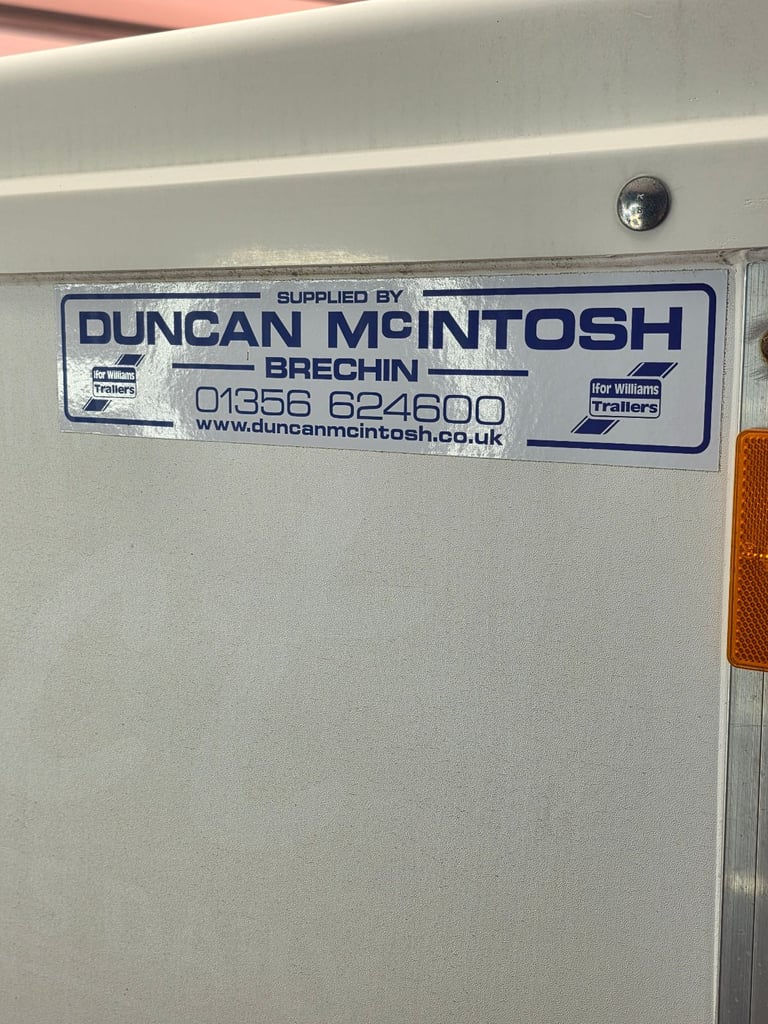 SUPPLIED BY
DUNCAN McINTOSH
BRECHIN
01356 624600
www.duncanmcintosh.co.uk
Ifor Williams
Trailers
Ifor Williams
Trailers